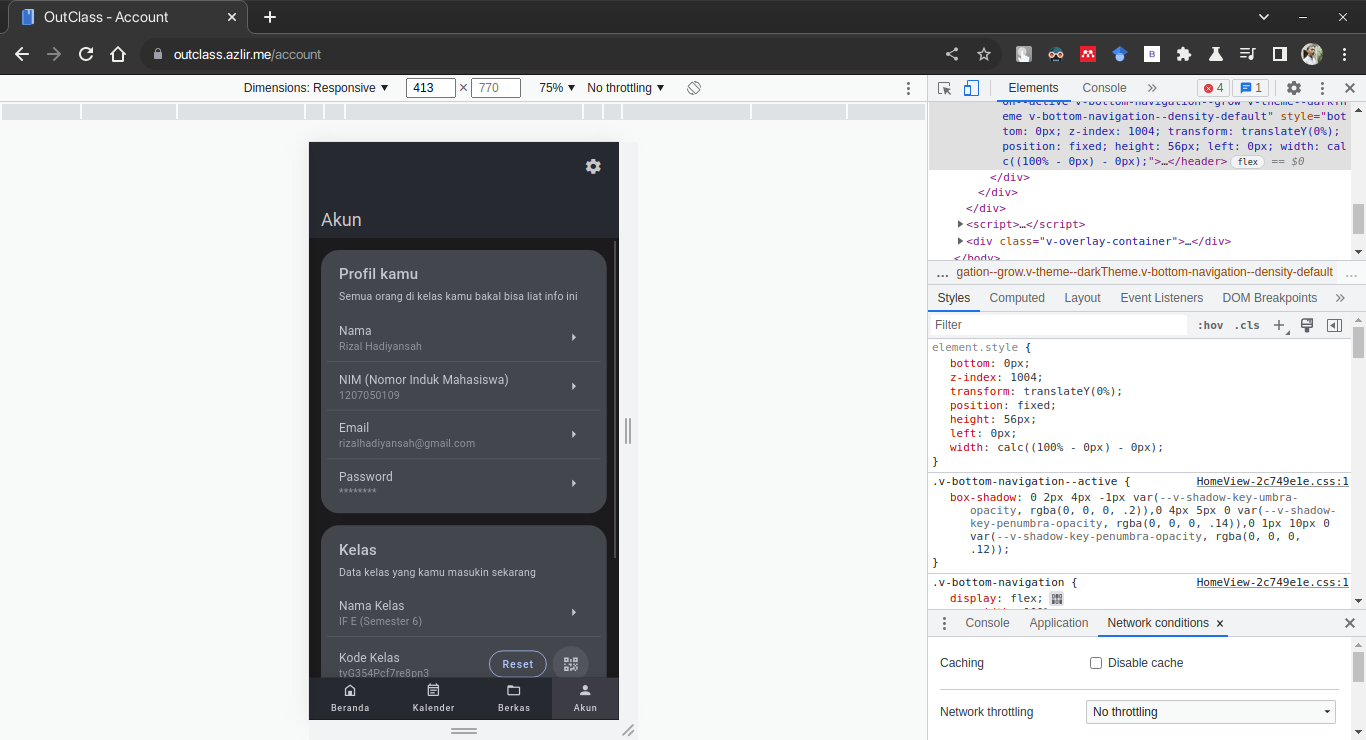 OutClass - Account
outclass.azlir.me/account
Dimensions: Responsive 413 × 770 75% No throttling
Akun
Profil kamu
Semua orang di kelas kamu bakal bisa liat info ini
Nama
Rizal Hadiyansah
NIM (Nomor Induk Mahasiswa)
1207050109
Email
rizalhadiyansah@gmail.com
Password
********
Kelas
Data kelas yang kamu masukin sekarang
Nama Kelas
IF E (Semester 6)
Kode Kelas
tyG354Pcf7re8pn3
Reset
Beranda Kalender Berkas Akun
Elements Console » 4 1
on--active v-bottom-navigation--grow v-theme--darkTh
eme v-bottom-navigation--density-default" style="bot
tom: 0px; z-index: 1004; transform: translateY(0%);
position: fixed; height: 56px; left: 0px; width: cal
c((100% - 0px) - 0px);">…</header> flex == $0
</div>
</div>
</div>
<script>…</script>
<div class="v-overlay-container">…</div>
</body>
… gation--grow.v-theme--darkTheme.v-bottom-navigation--density-default …
Styles Computed Layout Event Listeners DOM Breakpoints »
Filter :hov .cls +
element.style {
bottom: 0px;
z-index: 1004;
transform: translateY(0%);
position: fixed;
height: 56px;
left: 0px;
width: calc((100% - 0px) - 0px);
}
.v-bottom-navigation--active { HomeView-2c749e1e.css:1
box-shadow: 0 2px 4px -1px var(--v-shadow-key-umbra-
opacity, rgba(0, 0, 0, .2)),0 4px 5px 0 var(--v-shadow-
key-penumbra-opacity, rgba(0, 0, 0, .14)),0 1px 10px 0
var(--v-shadow-key-penumbra-opacity, rgba(0, 0, 0,
.12));
}
.v-bottom-navigation { HomeView-2c749e1e.css:1
display: flex;
Console Application Network conditions ×
Caching Disable cache
Network throttling No throttling